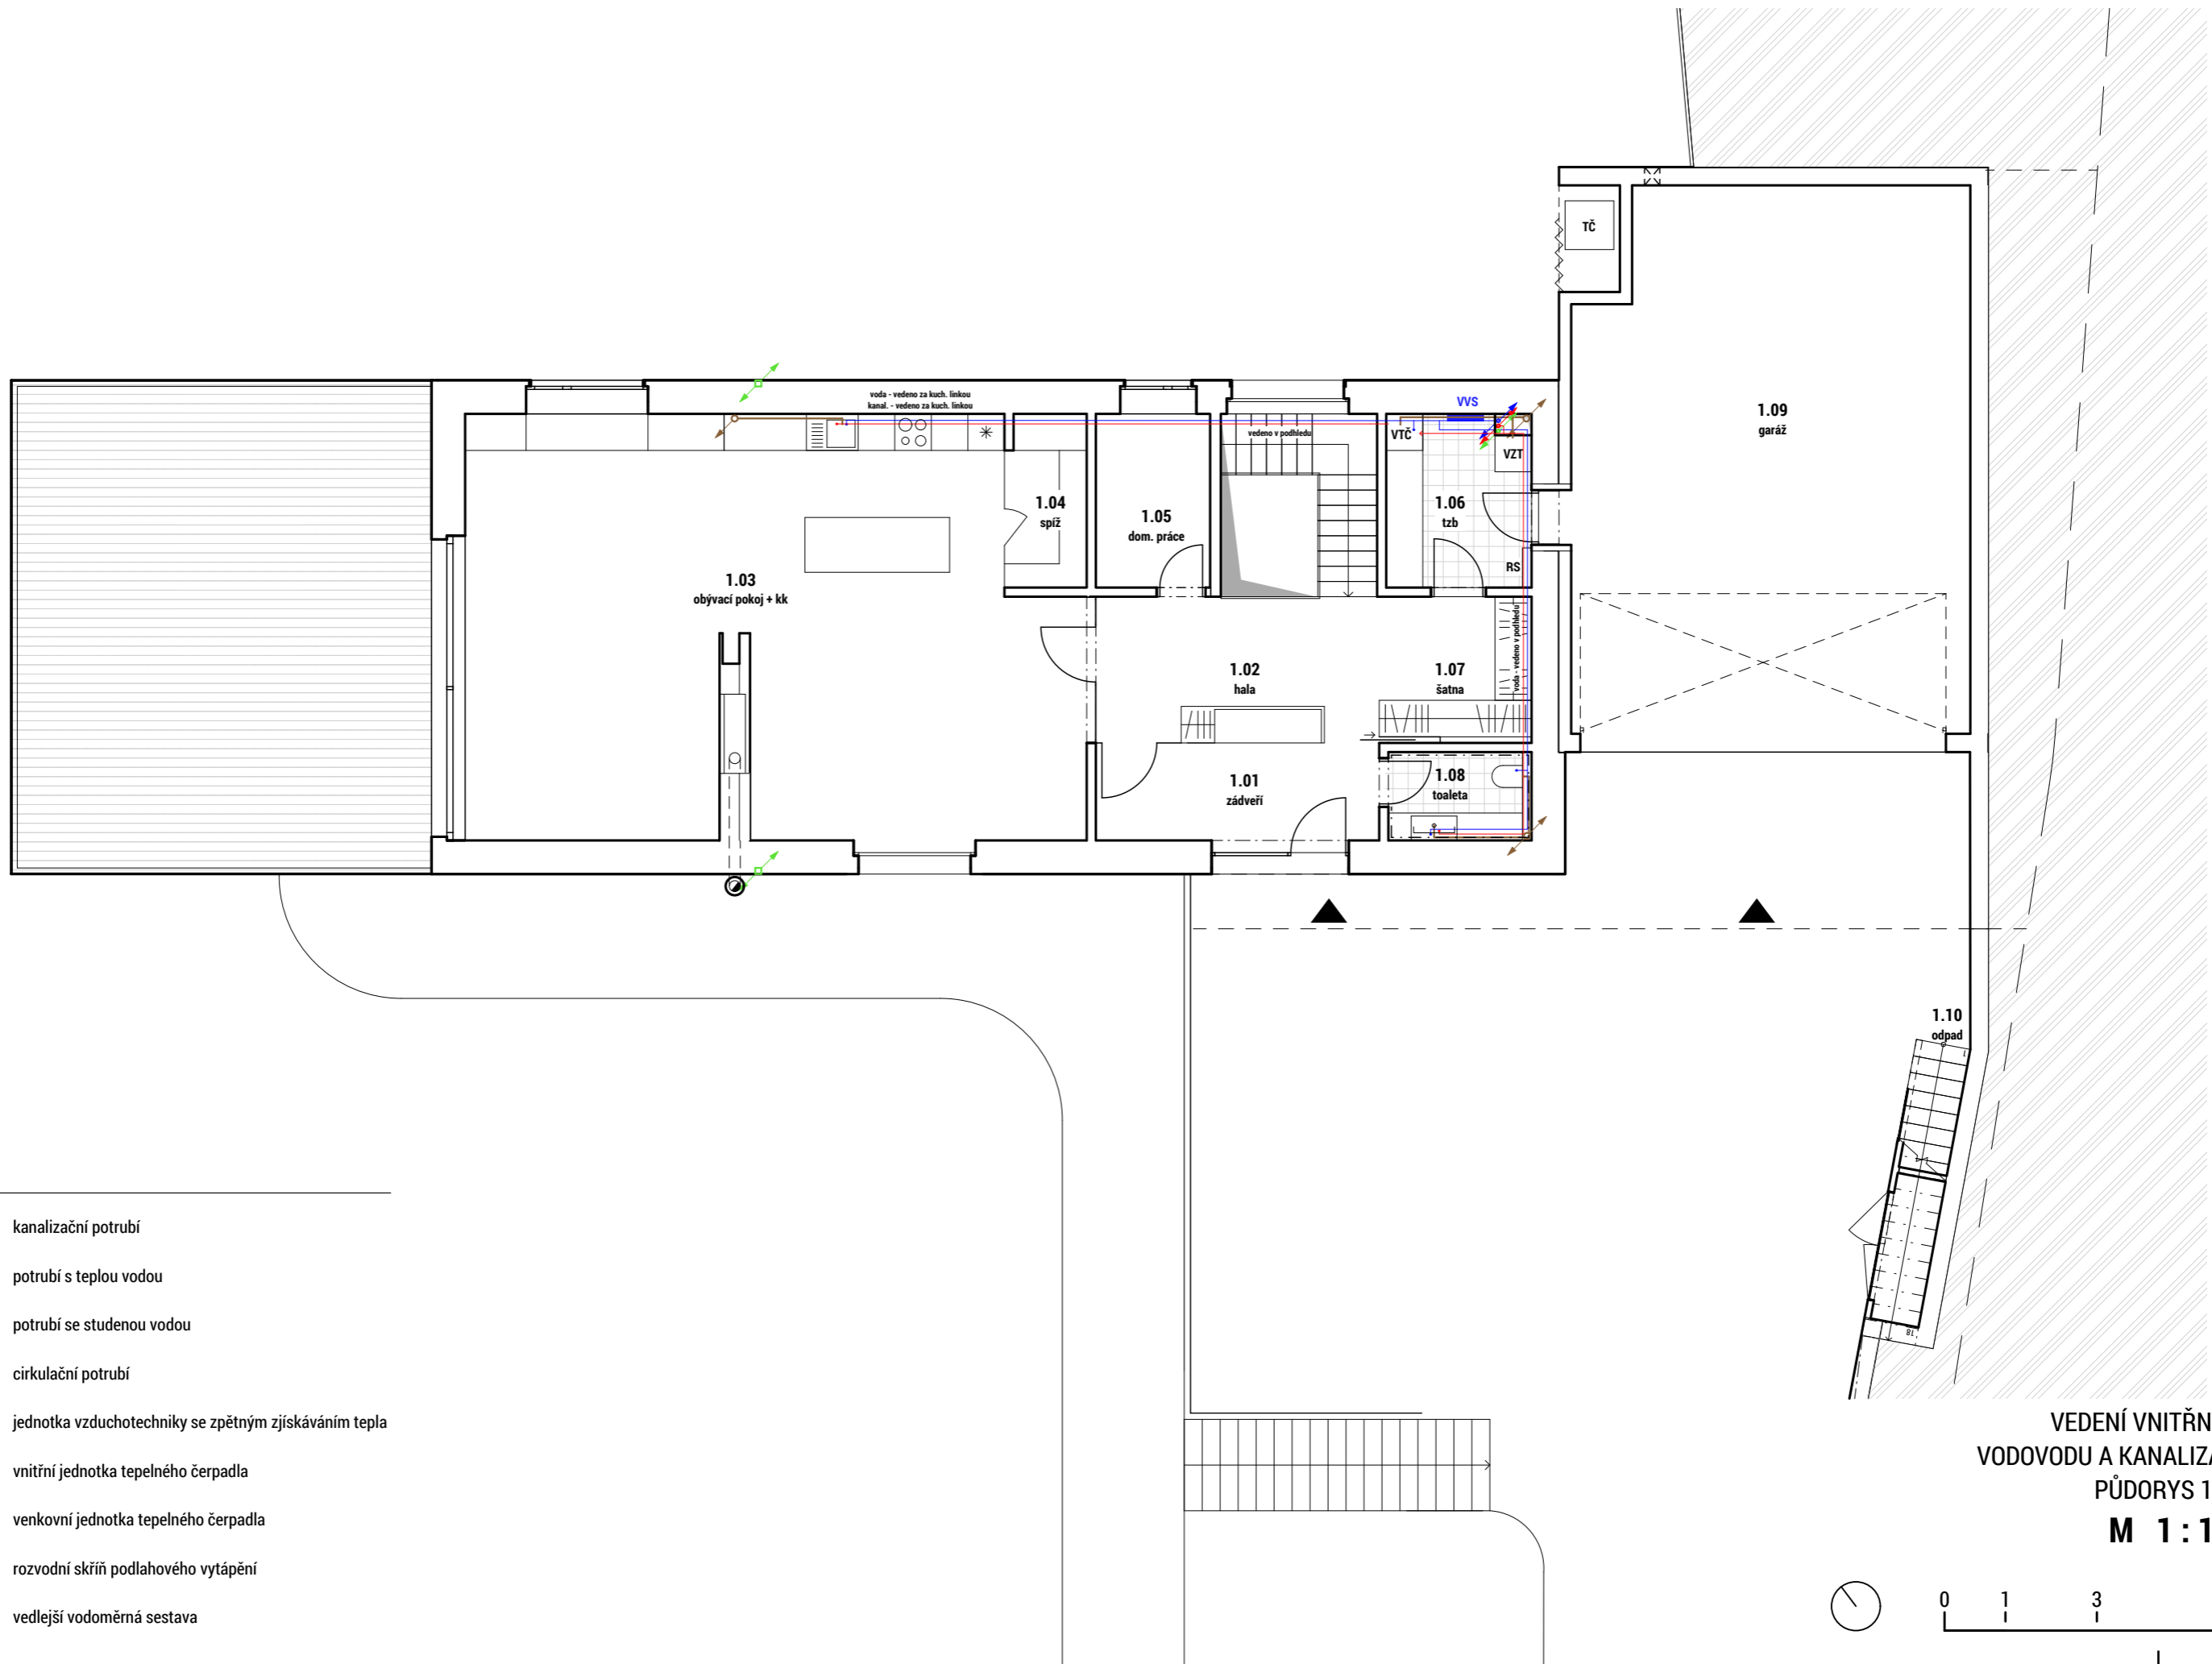 TČ
voda - vedeno za kuch. linkou
kanal. - vedeno za kuch. linkou
VVS
1.09
garáž
vedeno v podhledu
VTČ
VZT
1.04
spíž
1.05
dom. práce
1.06
tzb
RS
1.03
obývací pokoj + kk
voda - vedeno v podhledu
1.02
hala
1.07
šatna
1.01
zádveří
1.08
toaleta
1.10
odpad
1
18
kanalizační potrubí
potrubí s teplou vodou
potrubí se studenou vodou
cirkulační potrubí
jednotka vzduchotechniky se zpětným zjískáváním tepla
vnitřní jednotka tepelného čerpadla
venkovní jednotka tepelného čerpadla
rozvodní skříň podlahového vytápění
vedlejší vodoměrná sestava
VEDENÍ VNITŘN
VODOVODU A KANALIZA
PŮDORYS 1
M 1:1
0 1 3